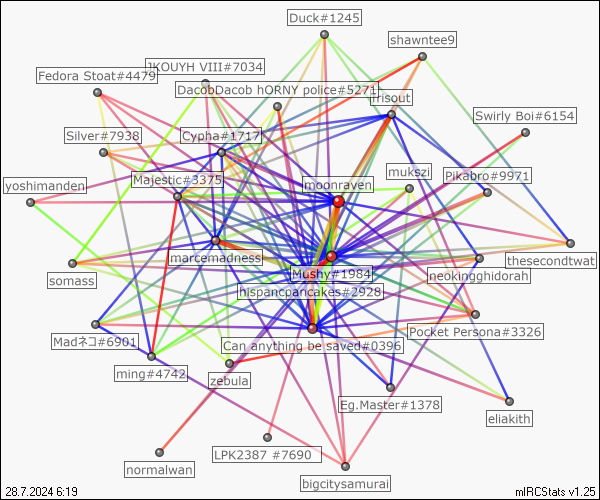 Duck#1245
shawntee9
JKOUYH VIII#7034
Fedora Stoat#4479
DacobDacob hORNY police#5271
irisout
Swirly Boi#6154
Silver#7938
Cypha#1717
mukszi
Majestic#3375
moonraven
Pikabro#9971
yoshimanden
marcemadness
thesecondtwat
Mushy#1984
neokingghidorah
somass
hispancpancakes#2928
Pocket Persona#3326
Madネコ#6901
Can anything be saved#0396
ming#4742
zebula
Eg.Master#1378
eliakith
LPK2387 #7690
normalwan
bigcitysamurai
28.7.2024 6:19
mIRCStats v1.25